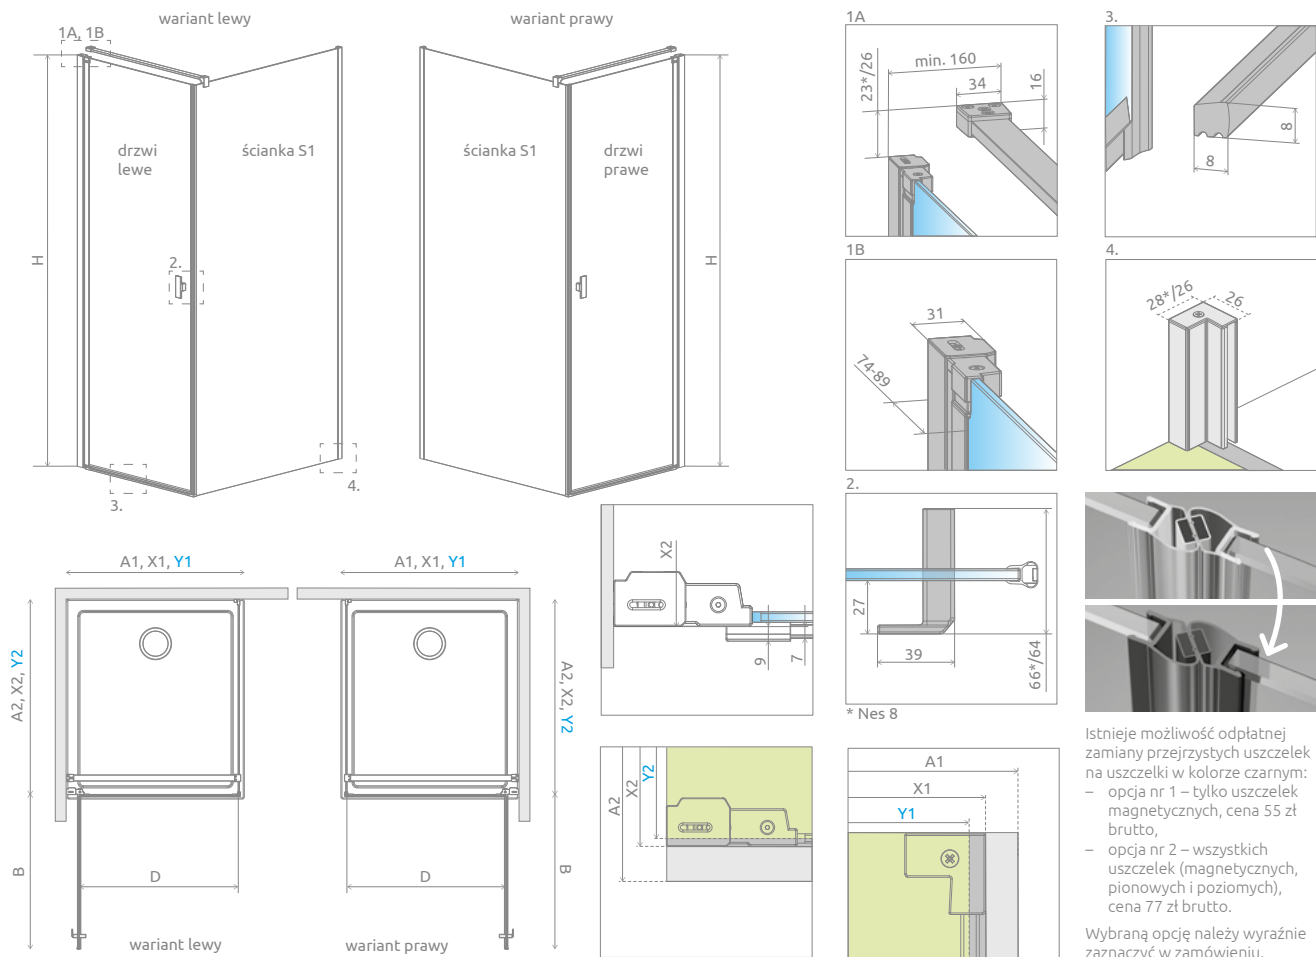 wariant lewy
wariant prawy
1A, 1B
H
drzwi
lewe
ścianka S1
2.
3.
4.
ścianka S1
drzwi
prawe
H
1A
23*/26
min. 160
34
16
3.
8
8
1B
31
74-89
4.
28*/26
26
2.
27
39
66*/64
* Nes 8
X2
9
7
A1, X1, Y1
A2, X2, Y2
B
D
wariant lewy
A1, X1, Y1
A2, X2, Y2
B
D
wariant prawy
A2
X2
Y2
A1
X1
Y1
Istnieje możliwość odpłatnej
zamiany przejrzystych uszczelek
na uszczelki w kolorze czarnym:
– opcja nr 1 – tylko uszczelek
magnetycznych, cena 55 zł
brutto,
– opcja nr 2 – wszystkich
uszczelek (magnetycznych,
pionowych i poziomych),
cena 77 zł brutto.
Wybraną opcję należy wyraźnie
zaznaczyć w zamówieniu.